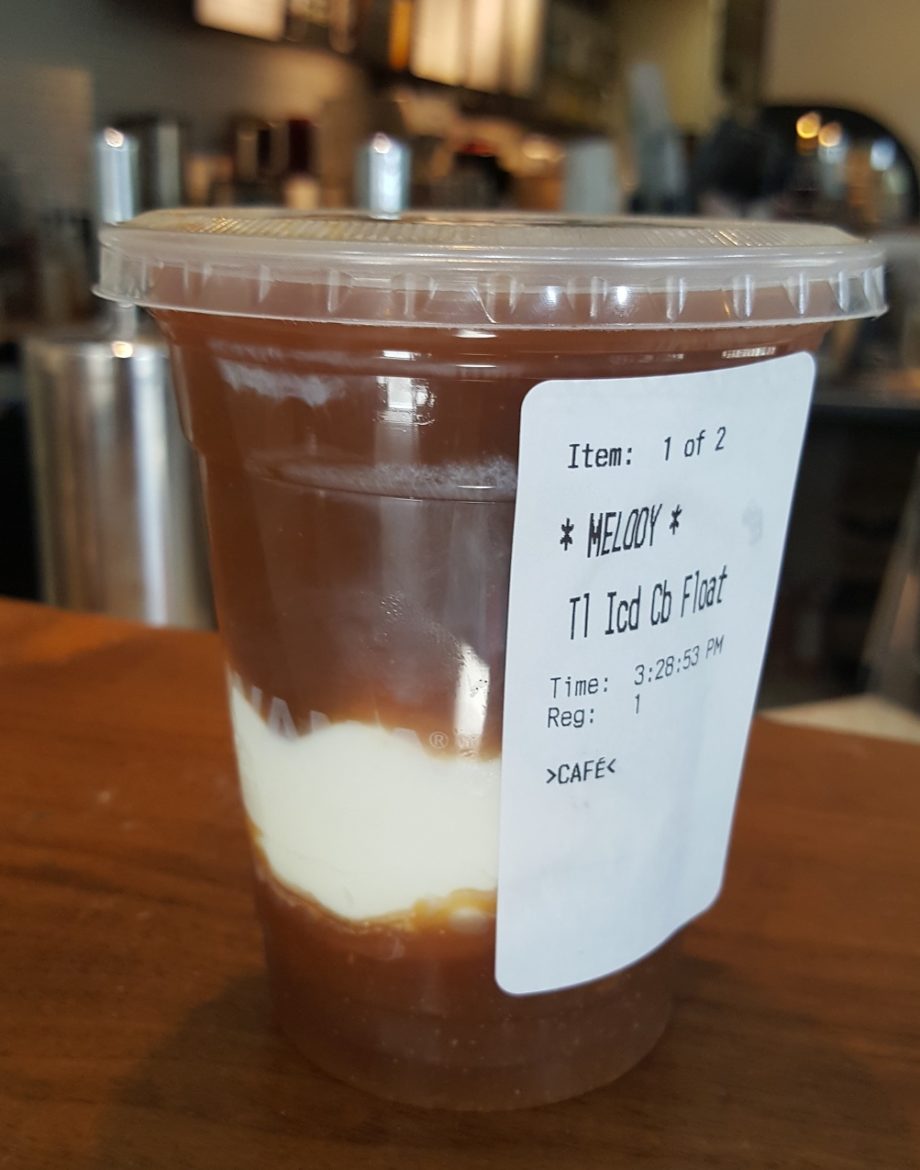 Item: 1 of 2
* MELODY *
Tl Icd Cb Float
Time: 3:28:53 PM
Reg: 1
>CAFÉ<